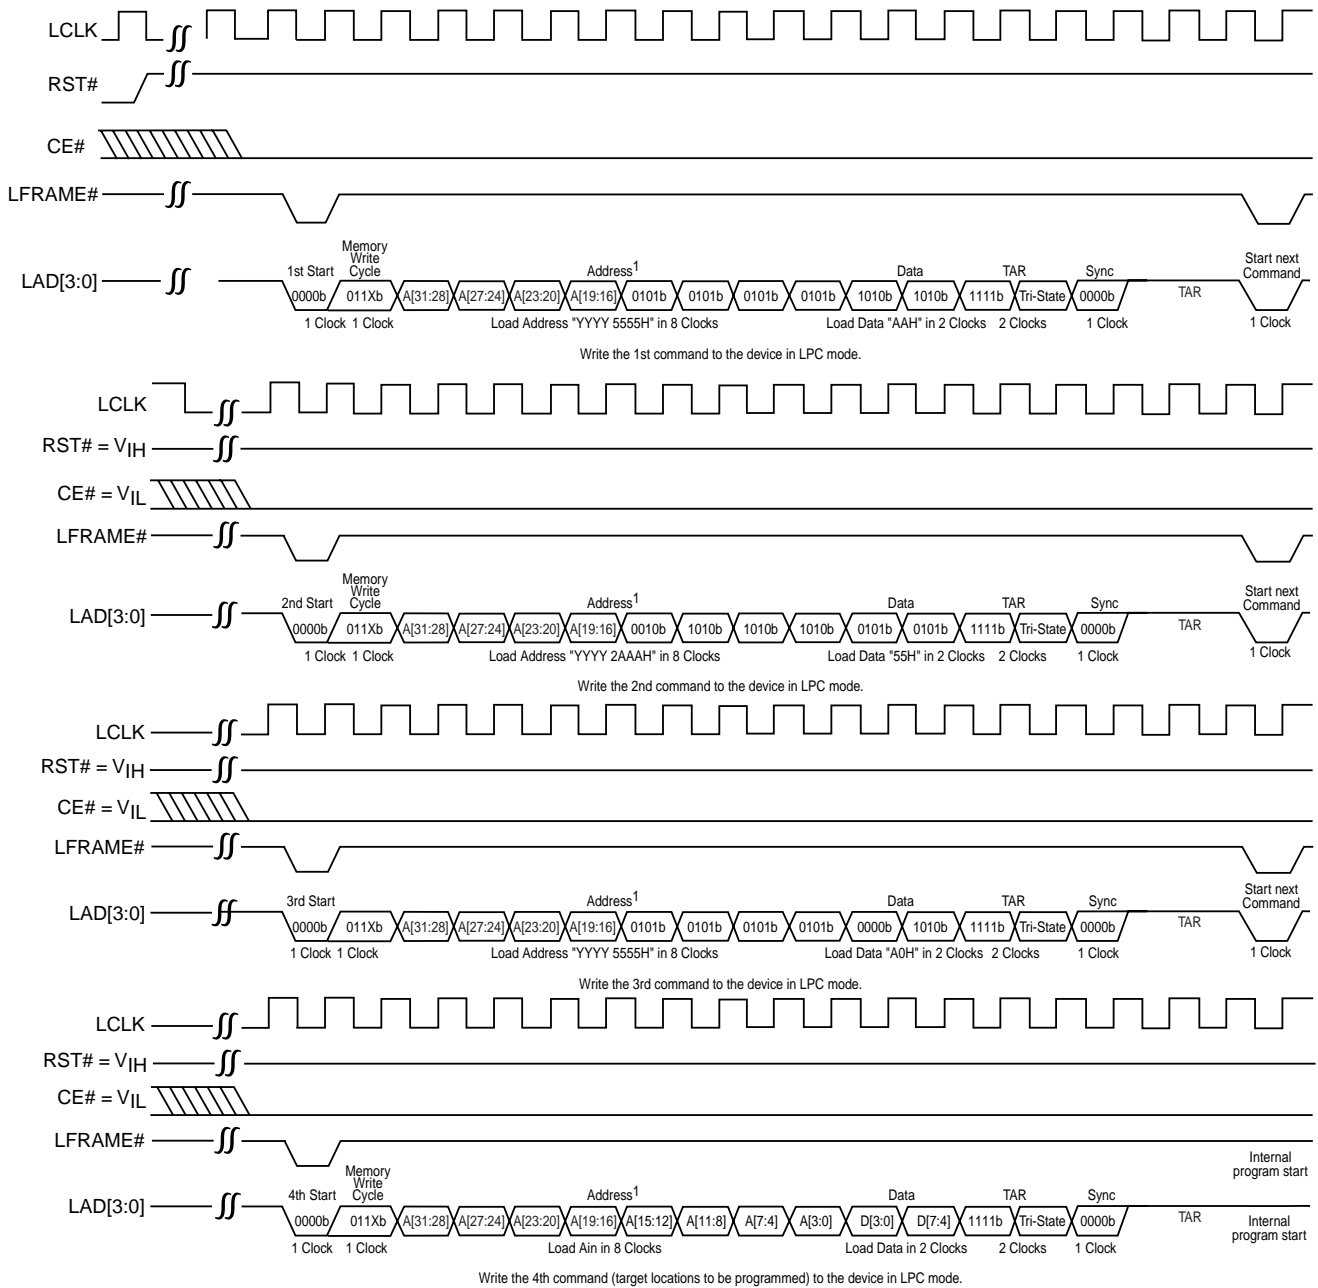 LCLK
RST#
CE#
LFRAME#
Memory
Write
Cycle
1st Start Address1 Data TAR Sync Start next
Command
LAD[3:0] 0000b 011Xb A[31:28] A[27:24] A[23:20] A[19:16] 0101b 0101b 0101b 0101b 1010b 1010b 1111b Tri-State 0000b TAR
1 Clock 1 Clock Load Address "YYYY 5555H" in 8 Clocks Load Data "AAH" in 2 Clocks 2 Clocks 1 Clock 1 Clock
Write the 1st command to the device in LPC mode.
LCLK
RST# = VIH
CE# = VIL
LFRAME#
Memory
Write
Cycle
2nd Start Address1 Data TAR Sync Start next
Command
LAD[3:0] 0000b 011Xb A[31:28] A[27:24] A[23:20] A[19:16] 0010b 1010b 1010b 1010b 0101b 0101b 1111b Tri-State 0000b TAR
1 Clock 1 Clock Load Address "YYYY 2AAAH" in 8 Clocks Load Data "55H" in 2 Clocks 2 Clocks 1 Clock 1 Clock
Write the 2nd command to the device in LPC mode.
LCLK
RST# = VIH
CE# = VIL
LFRAME#
3rd Start Address1 Data TAR Sync Start next
Command
LAD[3:0] 0000b 011Xb A[31:28] A[27:24] A[23:20] A[19:16] 0101b 0101b 0101b 0101b 0000b 1010b 1111b Tri-State 0000b TAR
1 Clock 1 Clock Load Address "YYYY 5555H" in 8 Clocks Load Data "A0H" in 2 Clocks 2 Clocks 1 Clock 1 Clock
Write the 3rd command to the device in LPC mode.
LCLK
RST# = VIH
CE# = VIL
LFRAME#
Internal
program start
Memory
Write
Cycle
4th Start Address1 Data TAR Sync
LAD[3:0] 0000b 011Xb A[31:28] A[27:24] A[23:20] A[19:16] A[15:12] A[11:8] A[7:4] A[3:0] D[3:0] D[7:4] 1111b Tri-State 0000b TAR Internal
program start
1 Clock 1 Clock Load Ain in 8 Clocks Load Data in 2 Clocks 2 Clocks 1 Clock
Write the 4th command (target locations to be programmed) to the device in LPC mode.